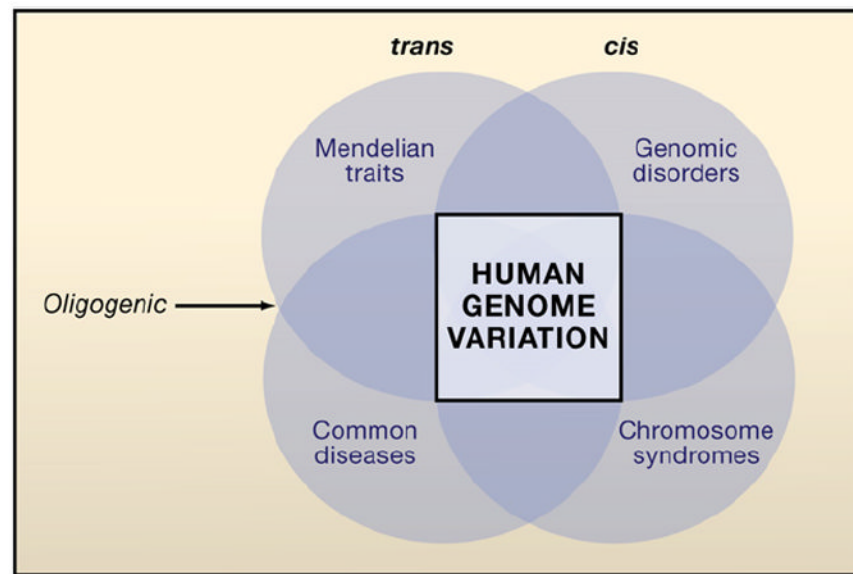 trans
cis
Mendelian
traits
Genomic
disorders
HUMAN
GENOME
VARIATION
Oligogenic
Common
diseases
Chromosome
syndromes